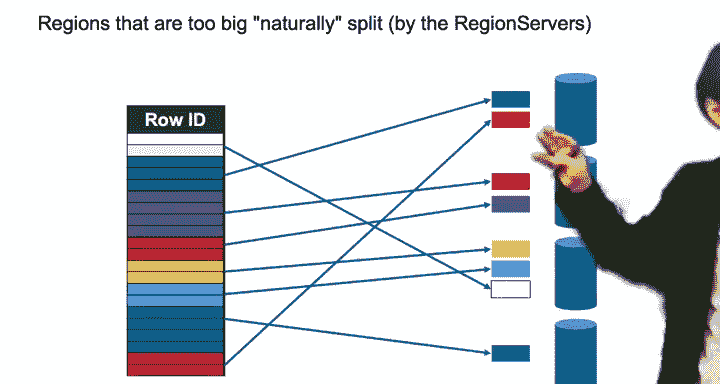 Regions that are too big "naturally" split (by the RegionServers)
Row ID